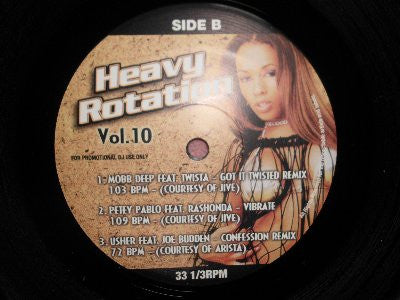 SIDE B
Heavy
Rotation
Vol.10
FOR PROMOTIONAL DJ USE ONLY
1. MOBB DEEP FEAT. TWISTA - GOT IT TWISTED REMIX
103 BPM - (COURTESY OF JIVE)
2. PETEY PABLO FEAT. RASHONDA - VIBRATE
109 BPM - (COURTESY OF JIVE)
3. USHER FEAT. JOE BUDDEN - CONFESSION REMIX
72 BPM - (COURTESY OF ARISTA)
33 1/3RPM